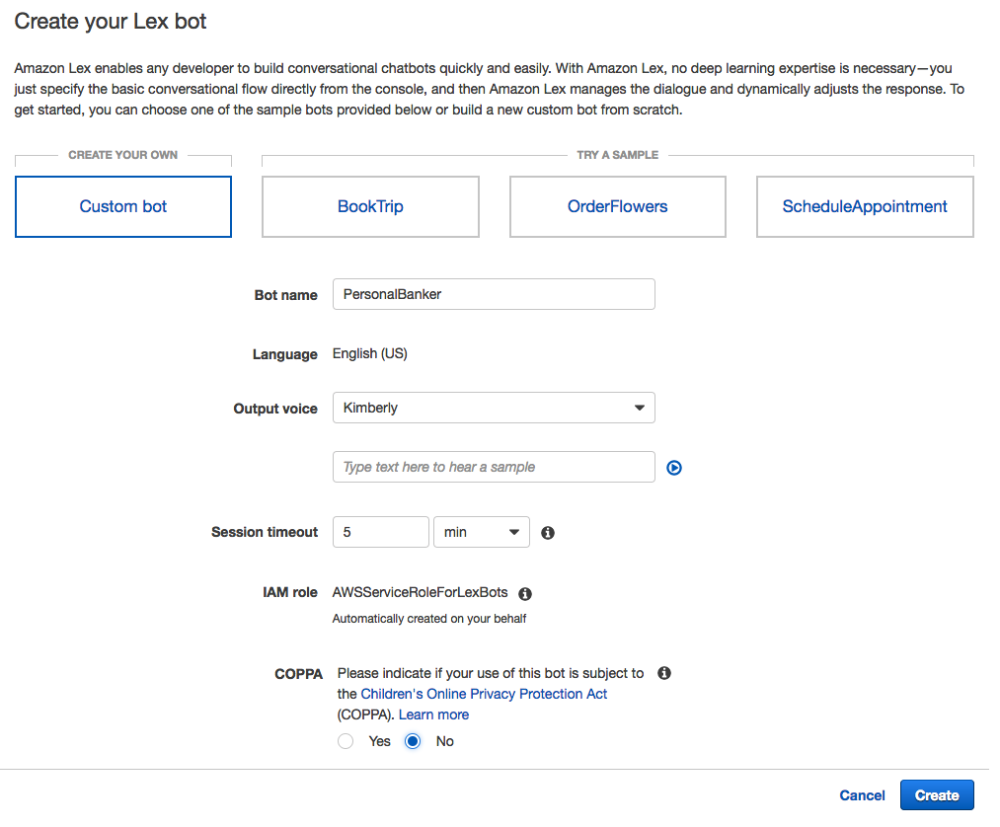 Create your Lex bot
Amazon Lex enables any developer to build conversational chatbots quickly and easily. With Amazon Lex, no deep learning expertise is necessary—you
just specify the basic conversational flow directly from the console, and then Amazon Lex manages the dialogue and dynamically adjusts the response. To
get started, you can choose one of the sample bots provided below or build a new custom bot from scratch.
CREATE YOUR OWN TRY A SAMPLE
Custom bot BookTrip OrderFlowers ScheduleAppointment
Bot name PersonalBanker
Language English (US)
Output voice Kimberly
Type text here to hear a sample
Session timeout 5 min
IAM role AWSServiceRoleForLexBots
Automatically created on your behalf
COPPA Please indicate if your use of this bot is subject to
the Children's Online Privacy Protection Act
(COPPA). Learn more
Yes No
Cancel Create